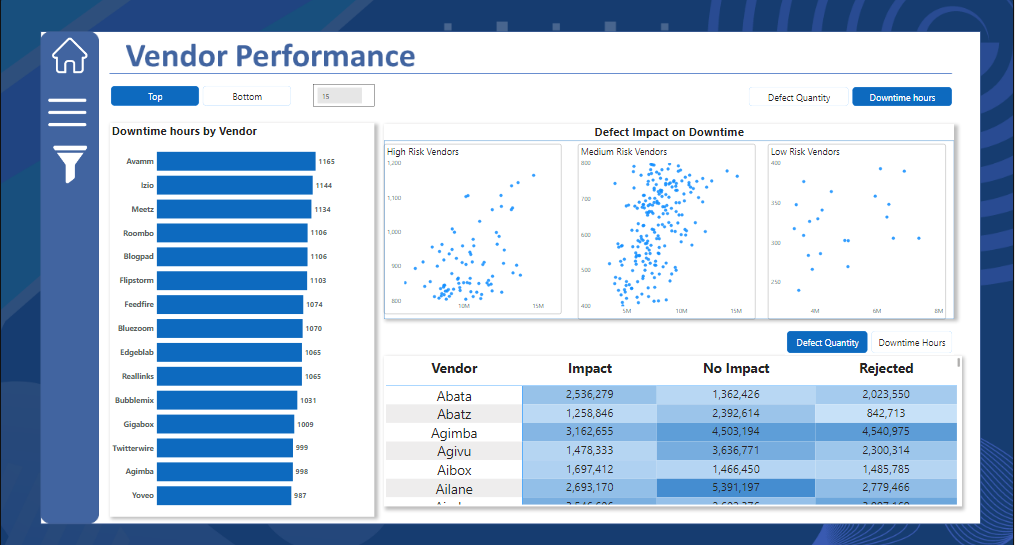 Vendor Performance
Top
Bottom
15
Defect Quantity
Downtime hours
Downtime hours by Vendor
Avamm 1165
Izio 1144
Meetz 1134
Roombo 1106
Blogpad 1106
Flipstorm 1103
Feedfire 1074
Bluezoom 1070
Edgeblab 1065
Reallinks 1065
Bubblemix 1031
Gigabox 1009
Twitterwire 999
Agimba 998
Yoveo 987
Defect Impact on Downtime
High Risk Vendors
1,200
1,100
1,000
900
800
10M 15M
Medium Risk Vendors
800
700
600
500
400
5M 10M 15M
Low Risk Vendors
400
350
300
250
4M 6M 8M
Defect Quantity
Downtime Hours
Vendor Impact No Impact Rejected
Abata 2,536,279 1,362,426 2,023,550
Abatz 1,258,846 2,392,614 842,713
Agimba 3,162,655 4,503,194 4,540,975
Agivu 1,478,333 3,636,771 2,300,314
Aibox 1,697,412 1,466,450 1,485,785
Ailane 2,693,170 5,391,197 2,779,466